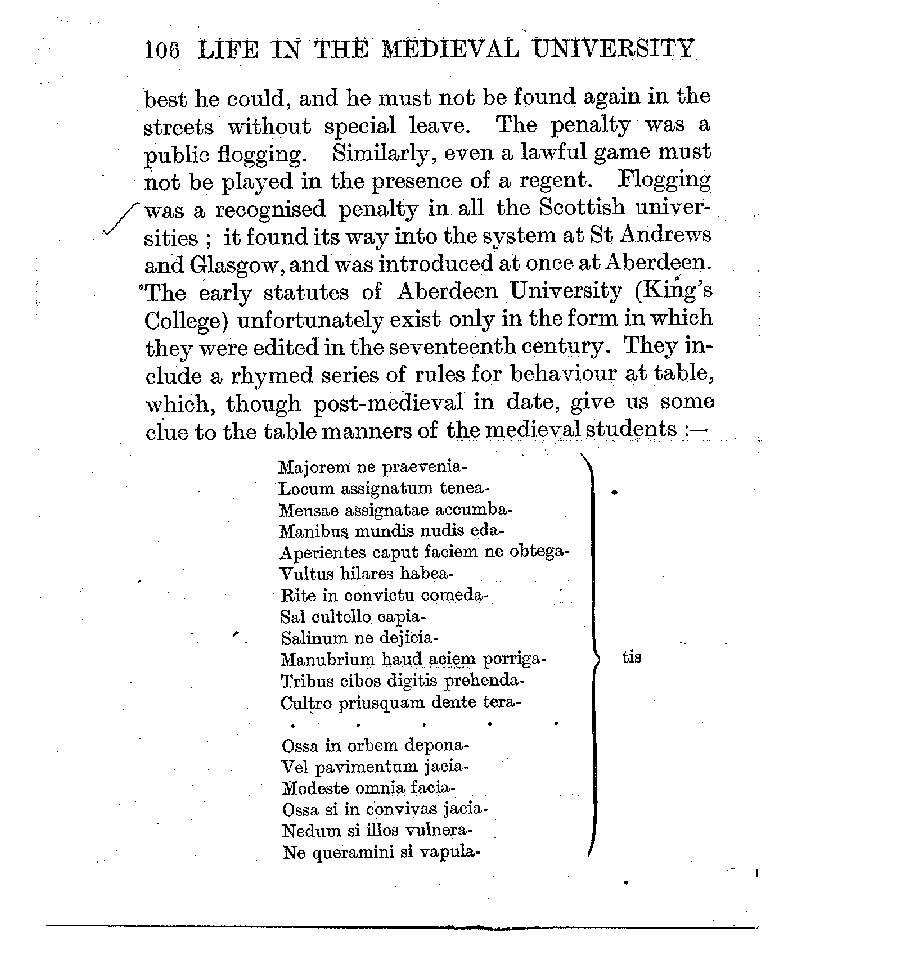 106 LIFE IN THE MEDIEVAL UNIVERSITY
best he could, and he must not be found again in the
streets without special leave. The penalty was a
public flogging. Similarly, even a lawful game must
not be played in the presence of a regent. Flogging
was a recognised penalty in all the Scottish univer-
sities ; it found its way into the system at St Andrews
and Glasgow, and was introduced at once at Aberdeen.
The early statutes of Aberdeen University (King's
College) unfortunately exist only in the form in which
they were edited in the seventeenth century. They in-
clude a rhymed series of rules for behaviour at table,
which, though post-medieval in date, give us some
clue to the table manners of the medieval students :—
Majorem ne praevenia-
Locum assignatum tenea-
Mensae assignatae accumba-
Manibus mundis nudis eda-
Aperientes caput faciem ne obtega-
Vultus hilares habea-
Rite in convictu comeda-
Sal cultello capia-
Salinum ne dejicia-
Manubrium haud aciem porriga- tis
Tribus cibos digitis prehenda-
Cultro priusquam dente tera-
. . . . .
Ossa in orbem depona-
Vel pavimentum jacia-
Modeste omnia facia-
Ossa si in convivas jacia-
Nedum si illos vulnera-
Ne queramini si vapula-